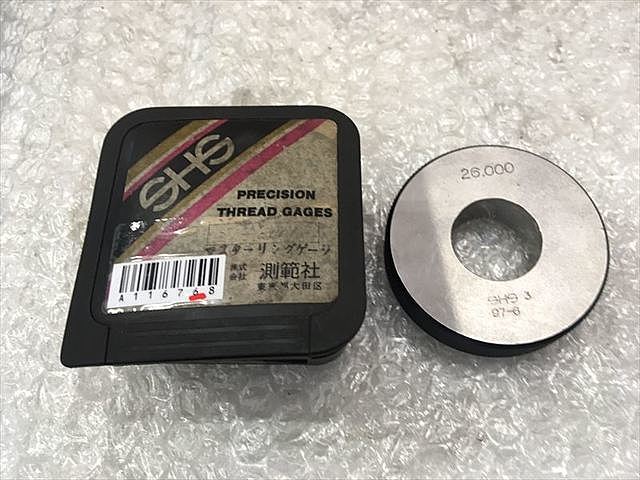 SHS
PRECISION
THREAD GAGES
マスターリングゲージ
株式
会社
測範社
東京都大田区
A11676S
26.000
SHS 3
97-6